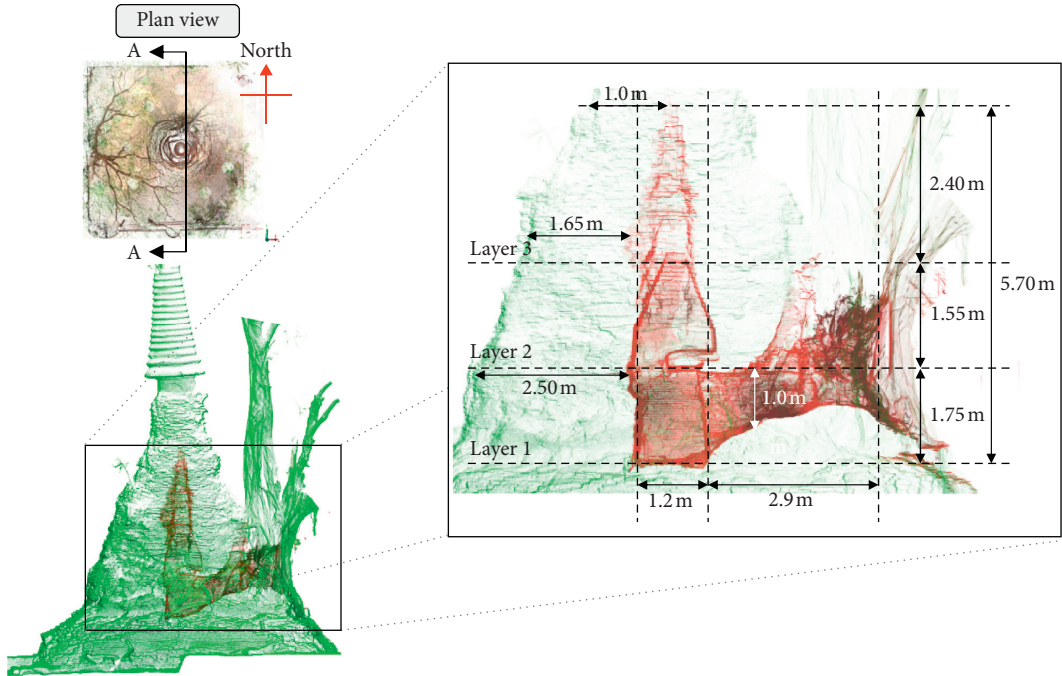 Plan view
A
North
A
1.0 m
2.40 m
1.65 m
Layer 3
5.70 m
1.55 m
Layer 2
2.50 m
1.0 m
1.75 m
Layer 1
1.2 m
2.9 m